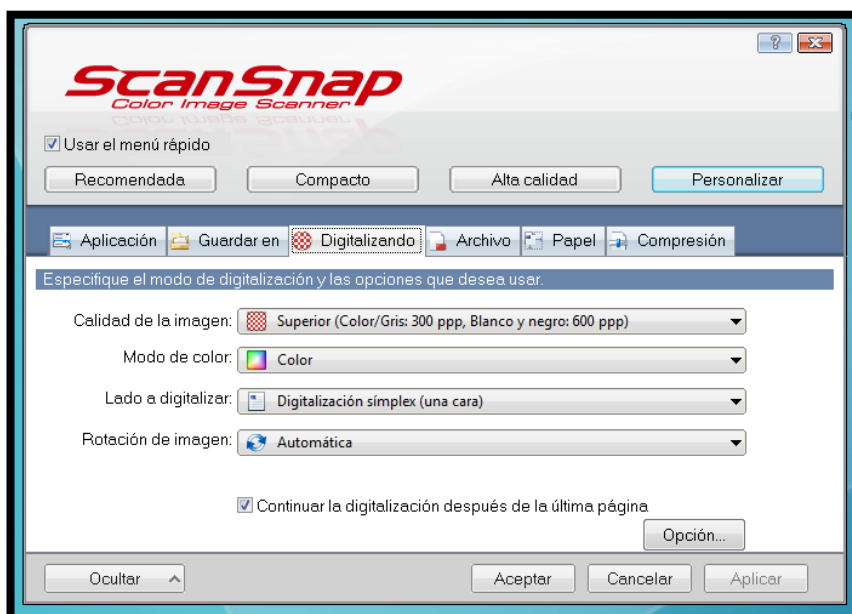 ScanSnap
Color Image Scanner
Usar el menú rápido
Recomendada Compacto Alta calidad Personalizar
Aplicación Guardar en Digitalizando Archivo Papel Compresión
Especifique el modo de digitalización y las opciones que desea usar.
Calidad de la imagen: Superior (Color/Gris: 300 ppp, Blanco y negro: 600 ppp)
Modo de color: Color
Lado a digitalizar: Digitalización símplex (una cara)
Rotación de imagen: Automática
Continuar la digitalización después de la última página
Opción...
Ocultar Aceptar Cancelar Aplicar